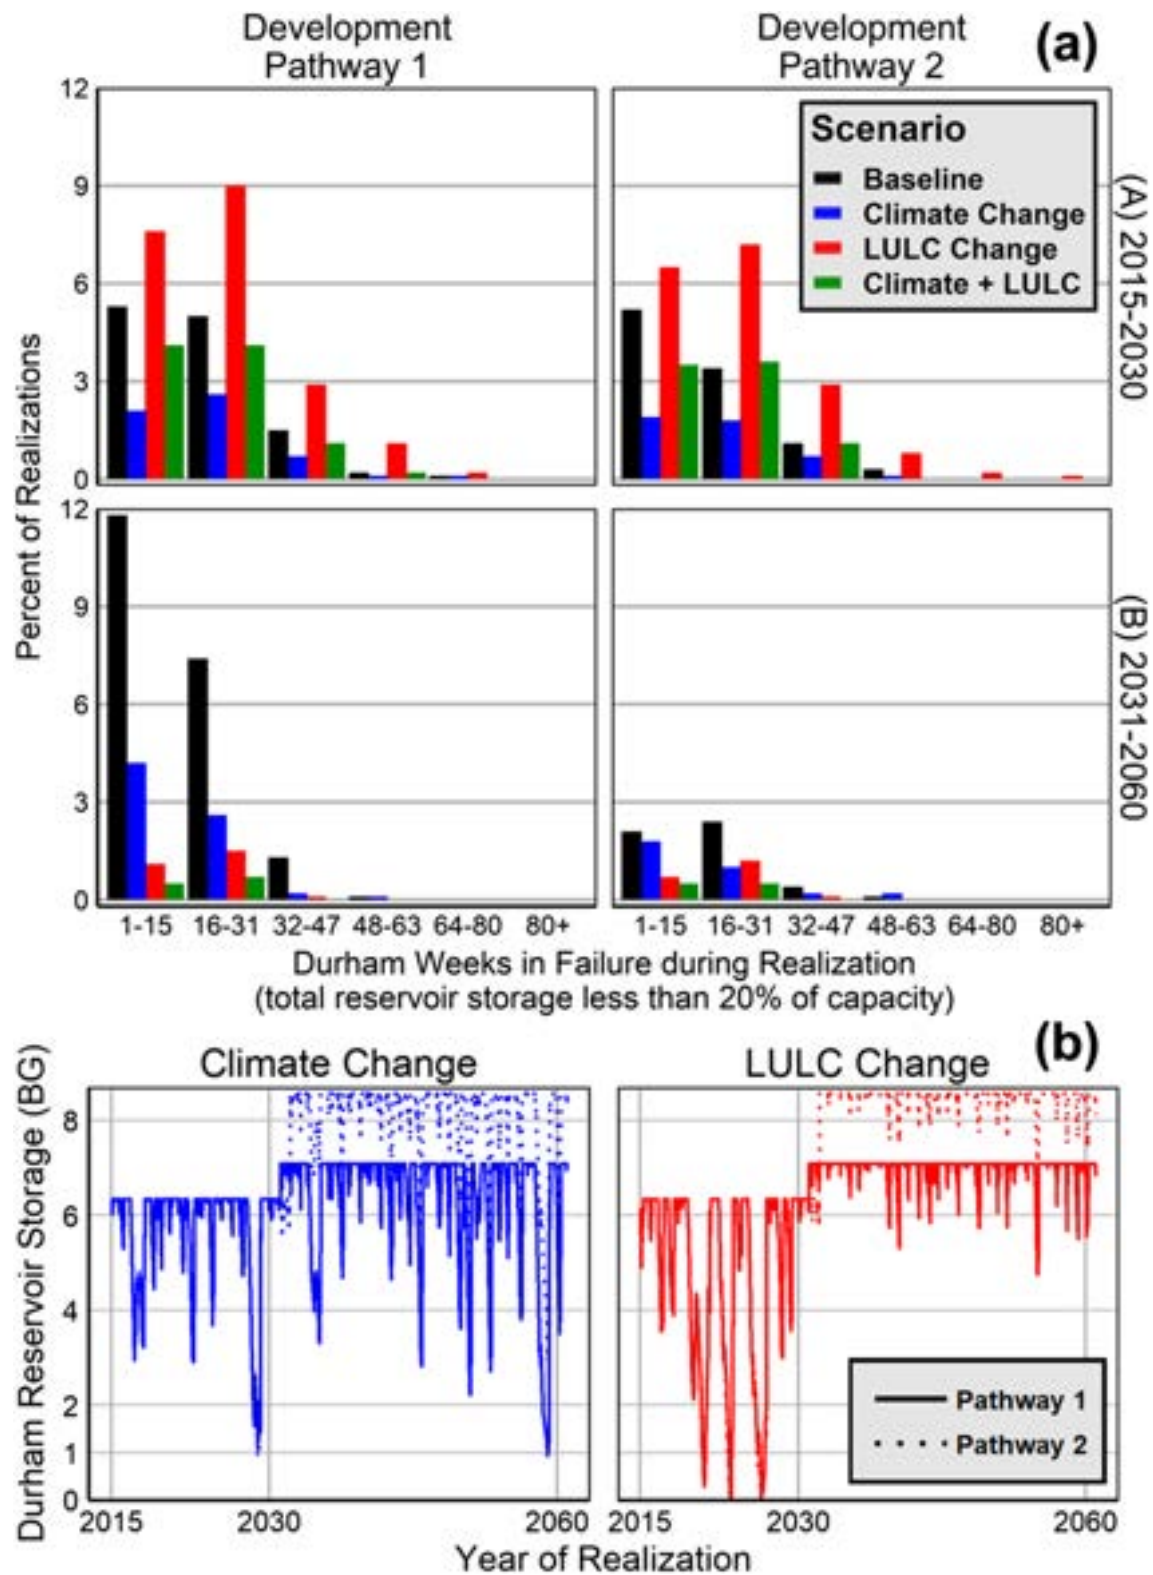 Development
Pathway 1
Development
Pathway 2
(a)
12
9
6
3
0
Scenario
Baseline
Climate Change
LULC Change
Climate + LULC
(A) 2015-2030
Percent of Realizations
12
9
6
3
0
(B) 2031-2060
1-15 16-31 32-47 48-63 64-80 80+
1-15 16-31 32-47 48-63 64-80 80+
Durham Weeks in Failure during Realization
(total reservoir storage less than 20% of capacity)
(b)
Climate Change
LULC Change
Durham Reservoir Storage (BG)
8
6
4
2
1
0
Pathway 1
Pathway 2
2015 2030 2060
2015 2030 2060
Year of Realization